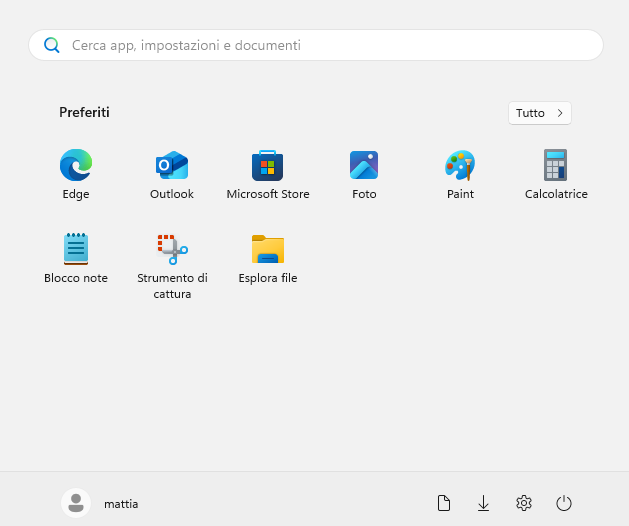 Cerca app, impostazioni e documenti
Preferiti
Tutto
Edge
Outlook
Microsoft Store
Foto
Paint
Calcolatrice
Blocco note
Strumento di
cattura
Esplora file
mattia